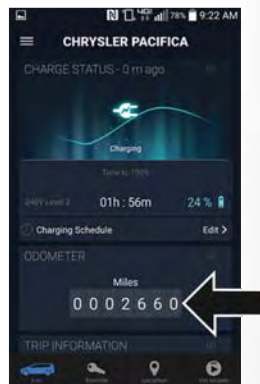 78% 9:22 AM
CHRYSLER PACIFICA
CHARGE STATUS - 0 m ago
Charging
Time to 100%
240V Level 2 01h : 56m 24 %
Charging Schedule Edit >
ODOMETER
Miles
0 0 0 2 6 6 0
TRIP INFORMATION
Location